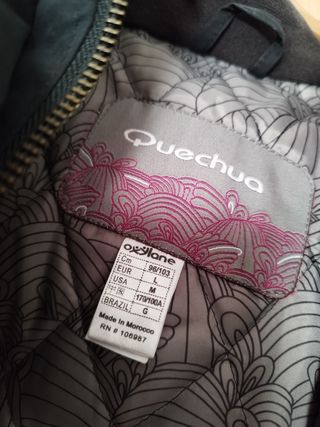 Quechua
oxylane
Cm 96/103
EUR L
USA M
170/100A
BRAZIL G
Made in Morocco
RN # 106987